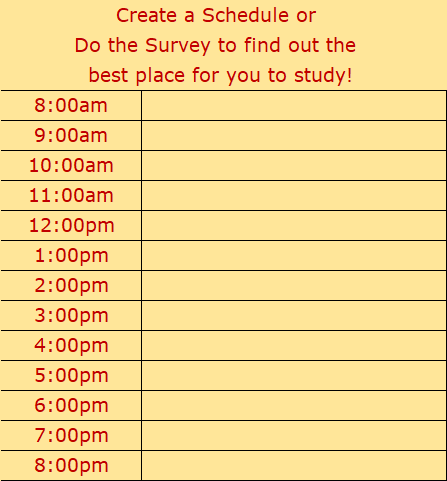 Create a Schedule or
Do the Survey to find out the
best place for you to study!
8:00am
9:00am
10:00am
11:00am
12:00pm
1:00pm
2:00pm
3:00pm
4:00pm
5:00pm
6:00pm
7:00pm
8:00pm